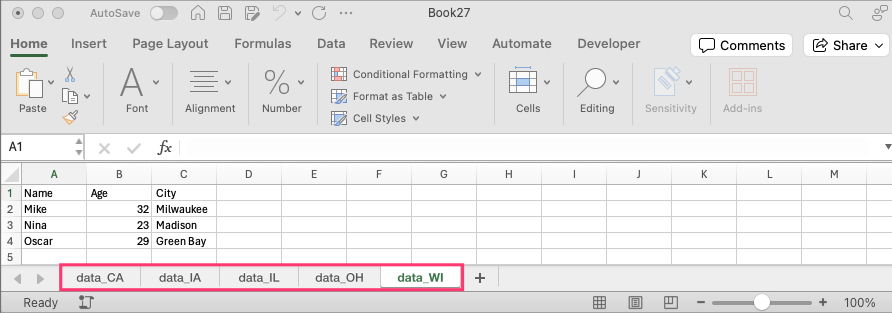 AutoSave Book27
Home Insert Page Layout Formulas Data Review View Automate Developer Comments Share
Paste Font Alignment Number Conditional Formatting Format as Table Cell Styles Cells Editing Sensitivity Add-ins
A1 fx
A B C D E F G H I J K L M
1 Name Age City
2 Mike 32 Milwaukee
3 Nina 23 Madison
4 Oscar 29 Green Bay
5
data_CA data_IA data_IL data_OH data_WI +
Ready 100%